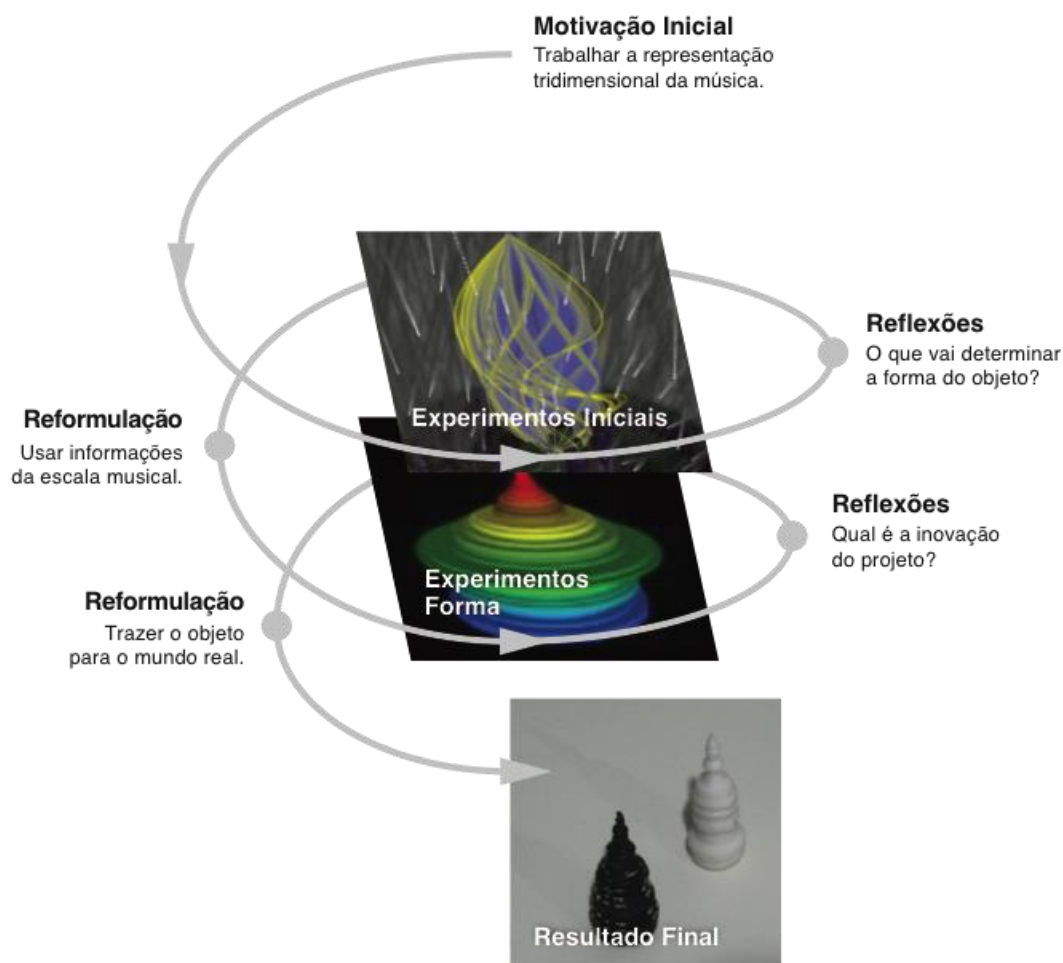 Motivação Inicial
Trabalhar a representação
tridimensional da música.
Experimentos Iniciais
Reflexões
O que vai determinar
a forma do objeto?
Reformulação
Usar informações
da escala musical.
Experimentos
Forma
Reflexões
Qual é a inovação
do projeto?
Reformulação
Trazer o objeto
para o mundo real.
Resultado Final